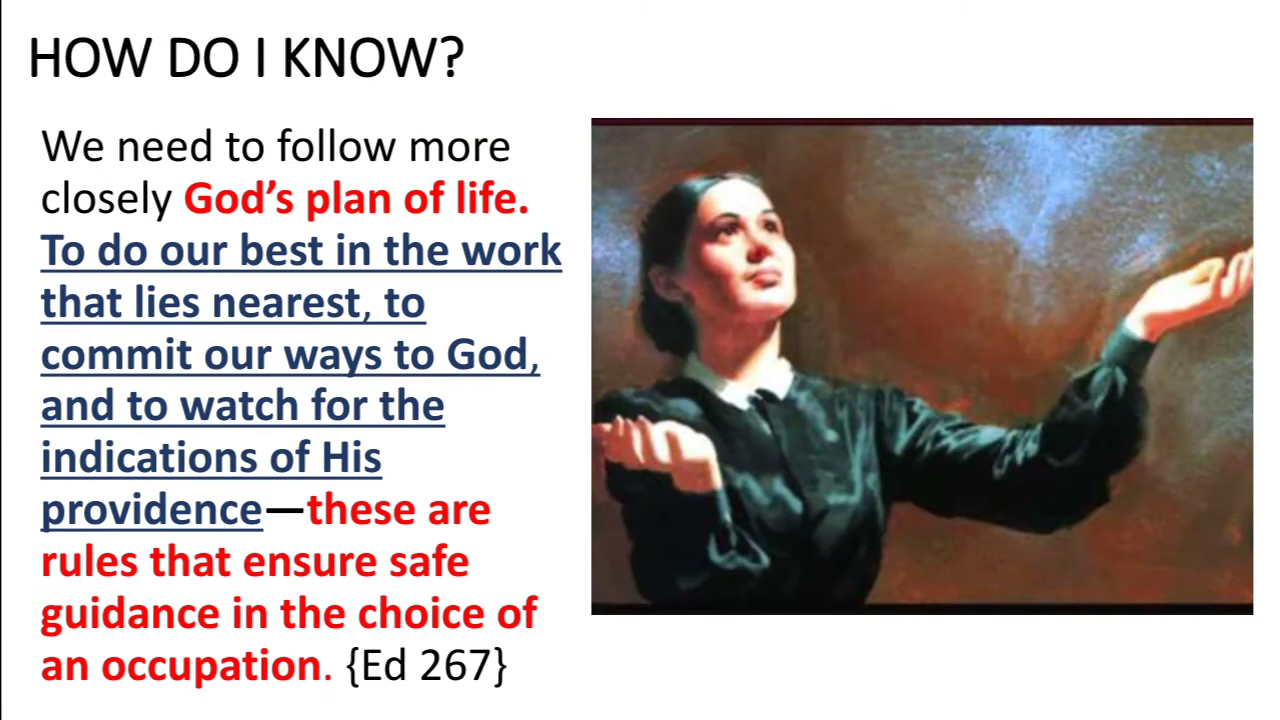 HOW DO I KNOW?
We need to follow more
closely God’s plan of life.
To do our best in the work
that lies nearest, to
commit our ways to God,
and to watch for the
indications of His
providence—these are
rules that ensure safe
guidance in the choice of
an occupation. {Ed 267}